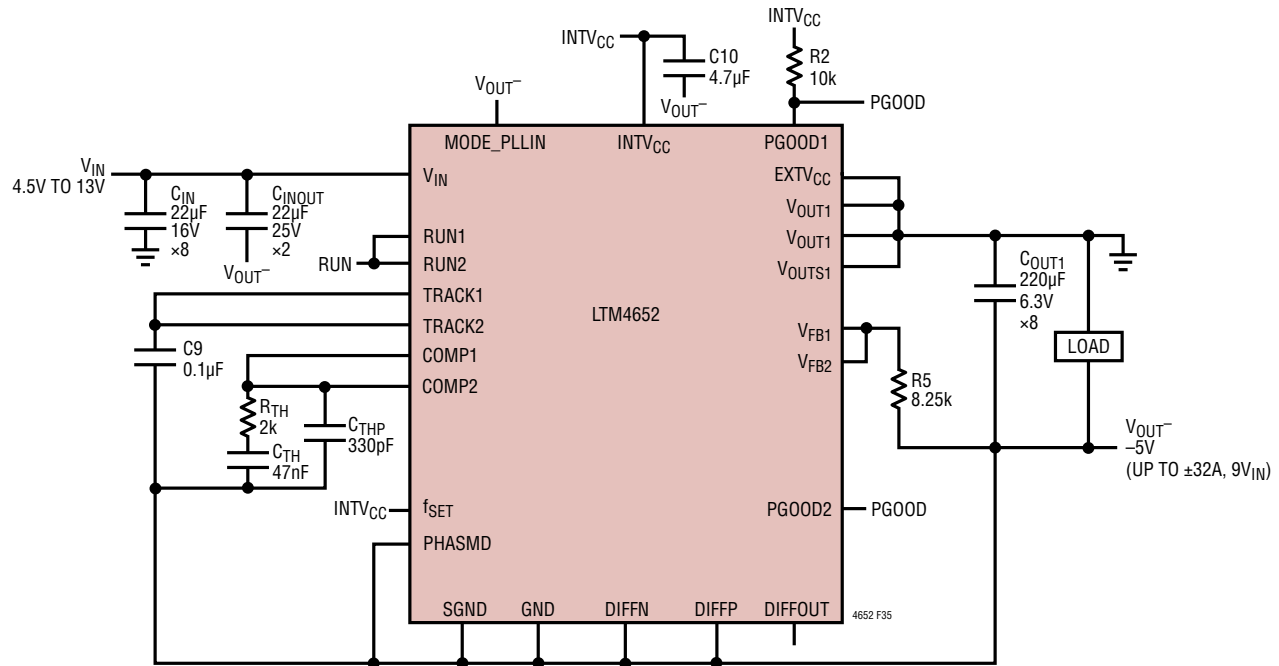 INTVCC
INTVCC
C10
4.7µF
VOUT–
R2
10k
PGOOD
VOUT–
MODE_PLLIN
INTVCC
PGOOD1
VIN
4.5V TO 13V
CIN
22µF
16V
×8
CINOUT
22µF
25V
×2
VOUT–
VIN
RUN
RUN1
RUN2
TRACK1
TRACK2
COMP1
COMP2
C9
0.1µF
RTH
2k
CTH
47nF
CTHP
330pF
INTVCC
fSET
PHASMD
LTM4652
EXTVCC
VOUT1
VOUT1
VOUTS1
VFB1
VFB2
PGOOD2
PGOOD
COUT1
220µF
6.3V
×8
LOAD
R5
8.25k
VOUT–
–5V
(UP TO ±32A, 9VIN)
SGND
GND
DIFFN
DIFFP
DIFFOUT
4652 F35